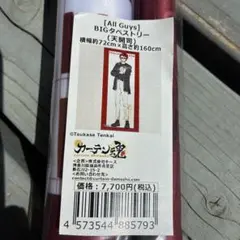 [All Guys]
BIGタペストリー
(天開司)
横幅約72cm×高さ約160cm
©Tsukasa Tenkai
カーテン魂
価格：7,700円(税込)
4 573544 885793